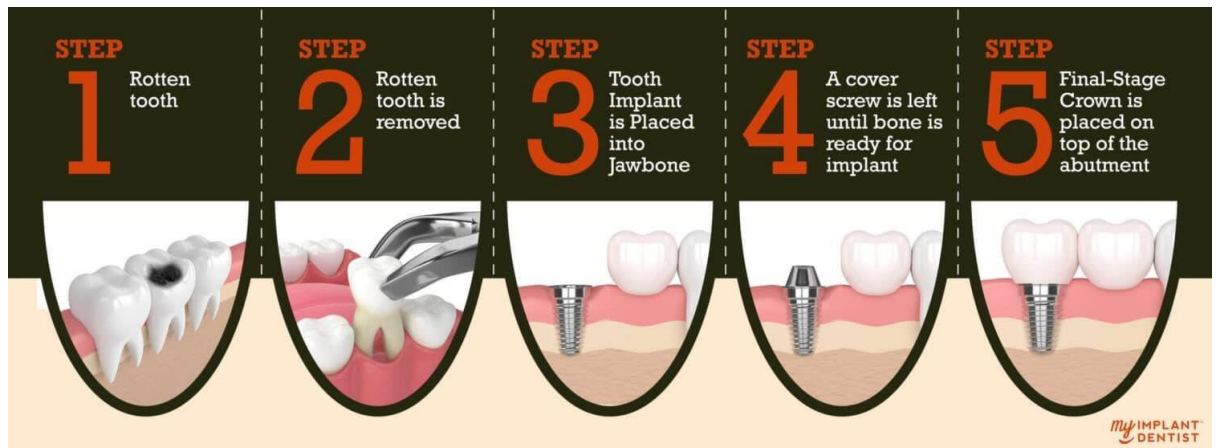 STEP
1
Rotten
tooth
STEP
2
Rotten
tooth is
removed
STEP
3
Tooth
Implant
is Placed
into
Jawbone
STEP
4
A cover
screw is left
until bone is
ready for
implant
STEP
5
Final-Stage
Crown is
placed on
top of the
abutment
my IMPLANT
DENTIST